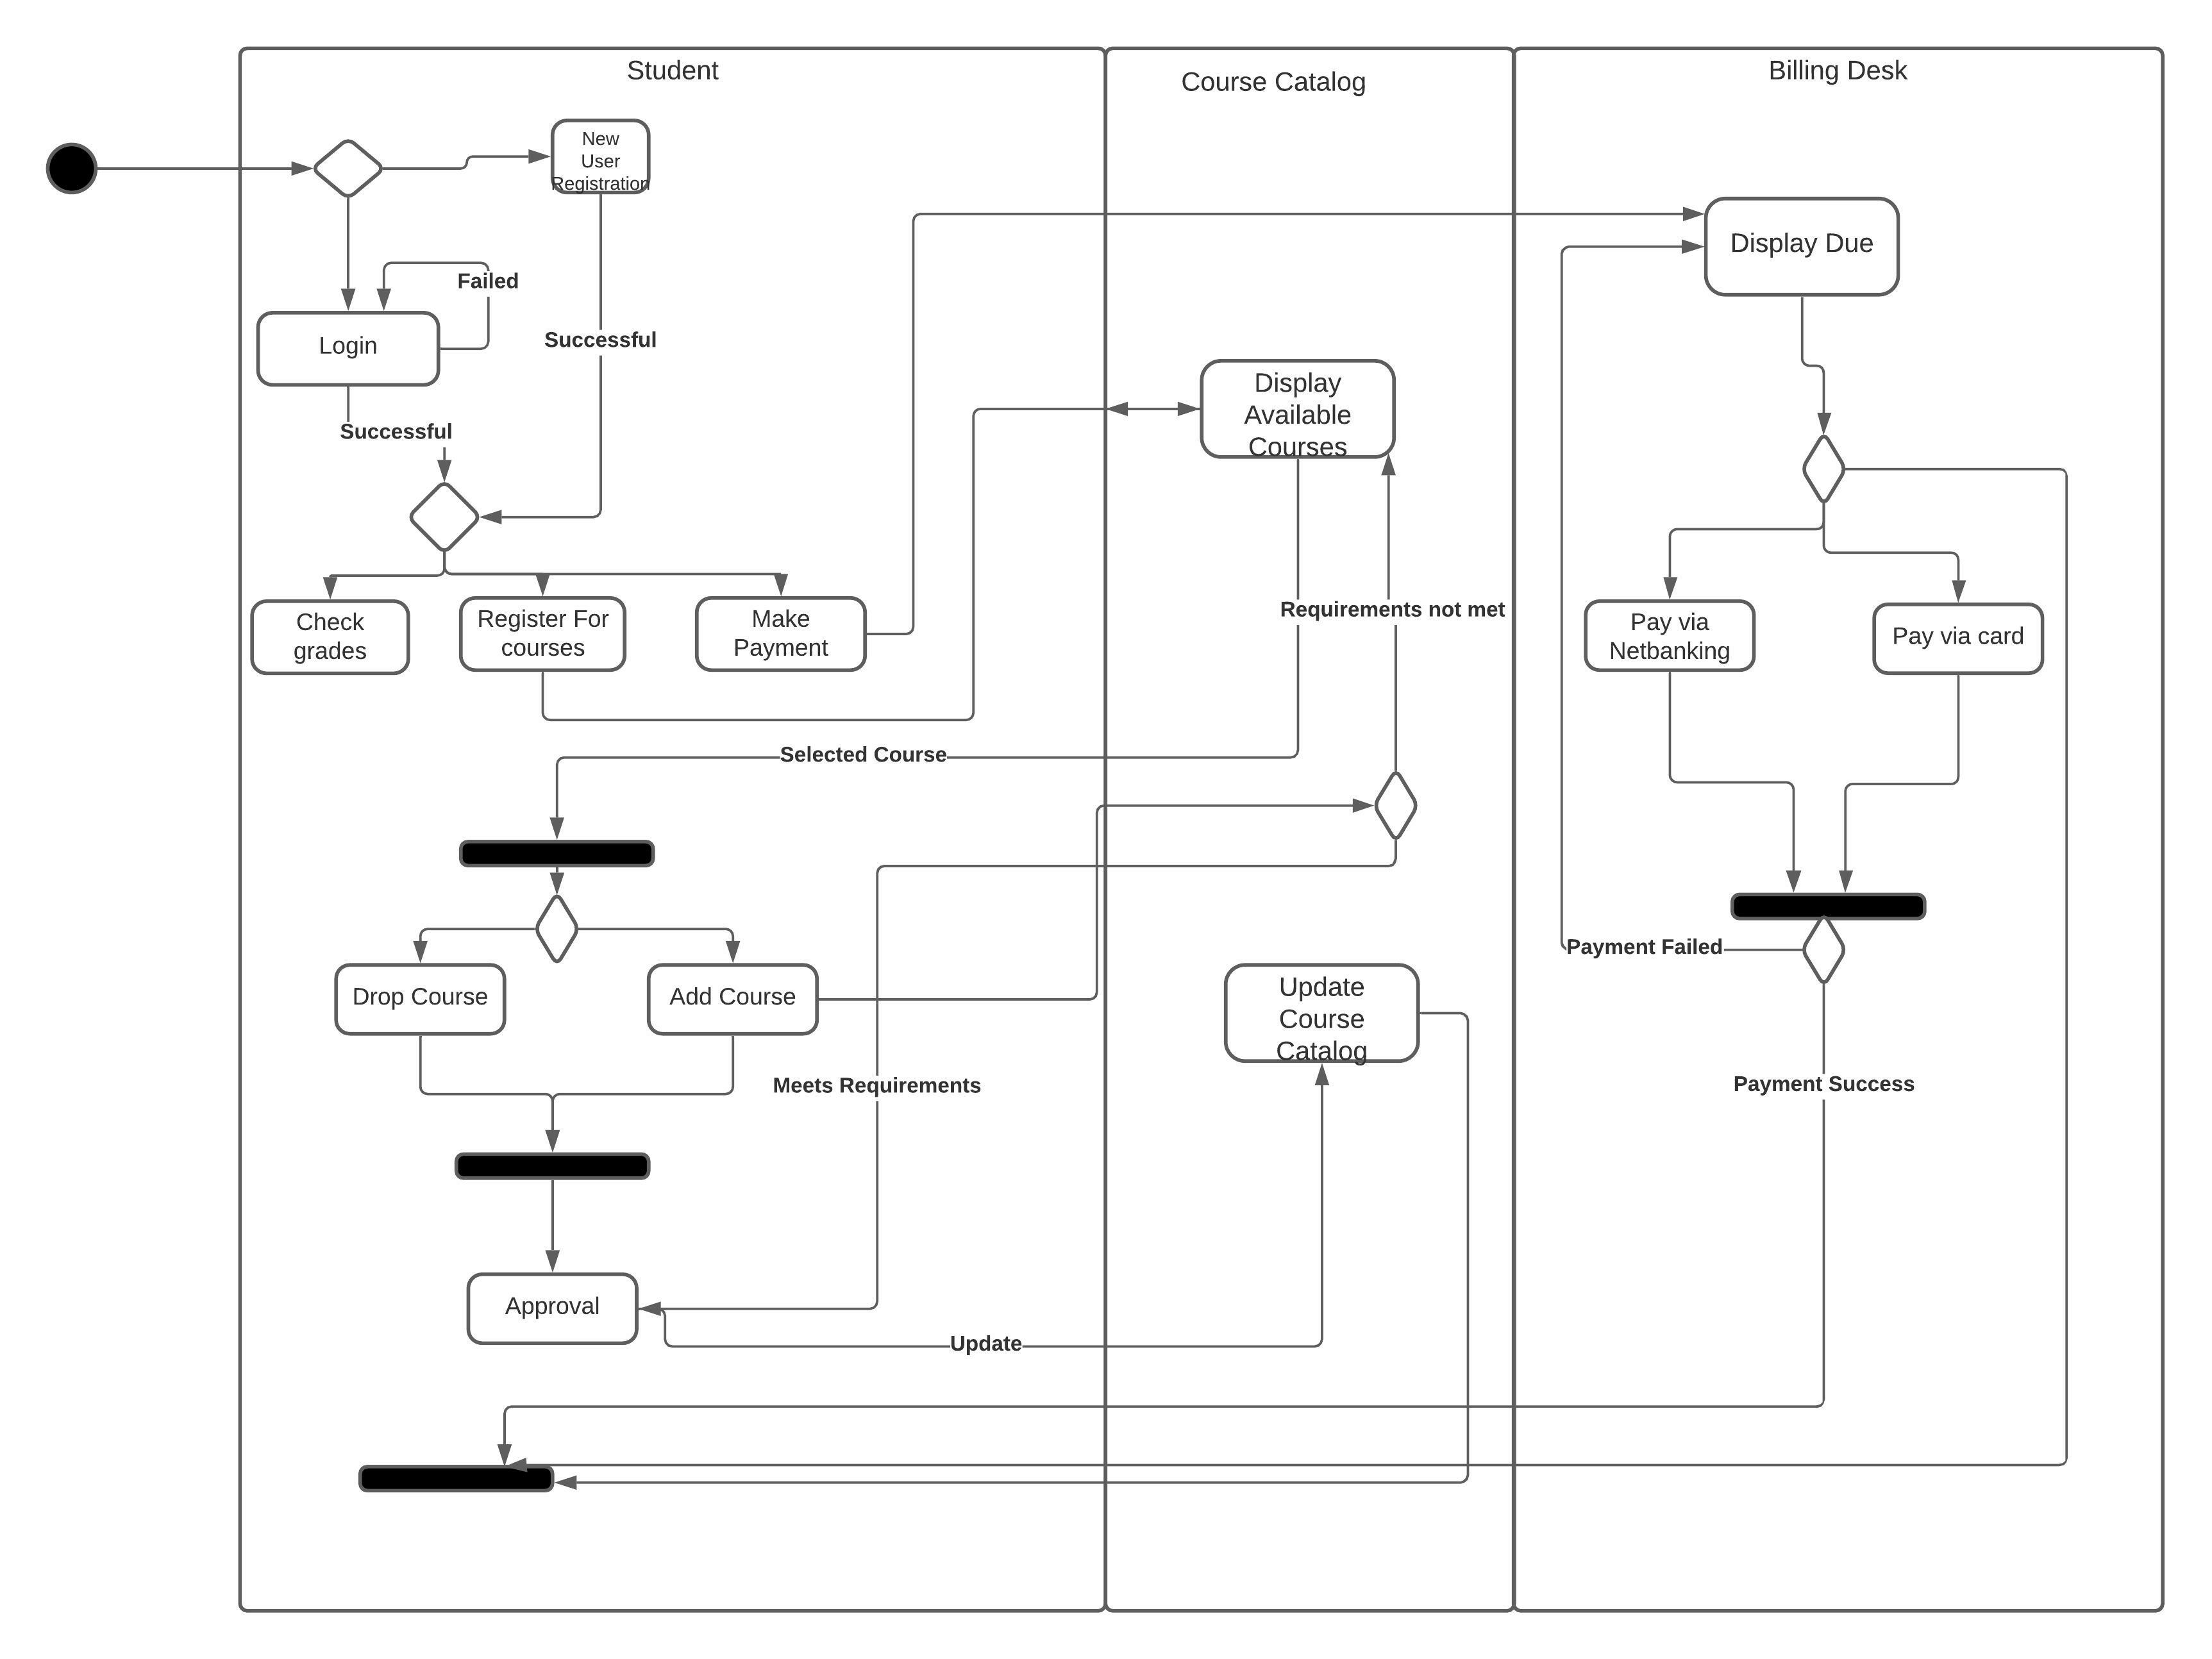 Student
Course Catalog
Billing Desk
New
User
Registration
Display Due
Failed
Login
Successful
Successful
Display
Available
Courses
Check
grades
Register For
courses
Make
Payment
Requirements not met
Pay via
Netbanking
Pay via card
Selected Course
Payment Failed
Drop Course
Add Course
Update
Course
Catalog
Meets Requirements
Payment Success
Approval
Update